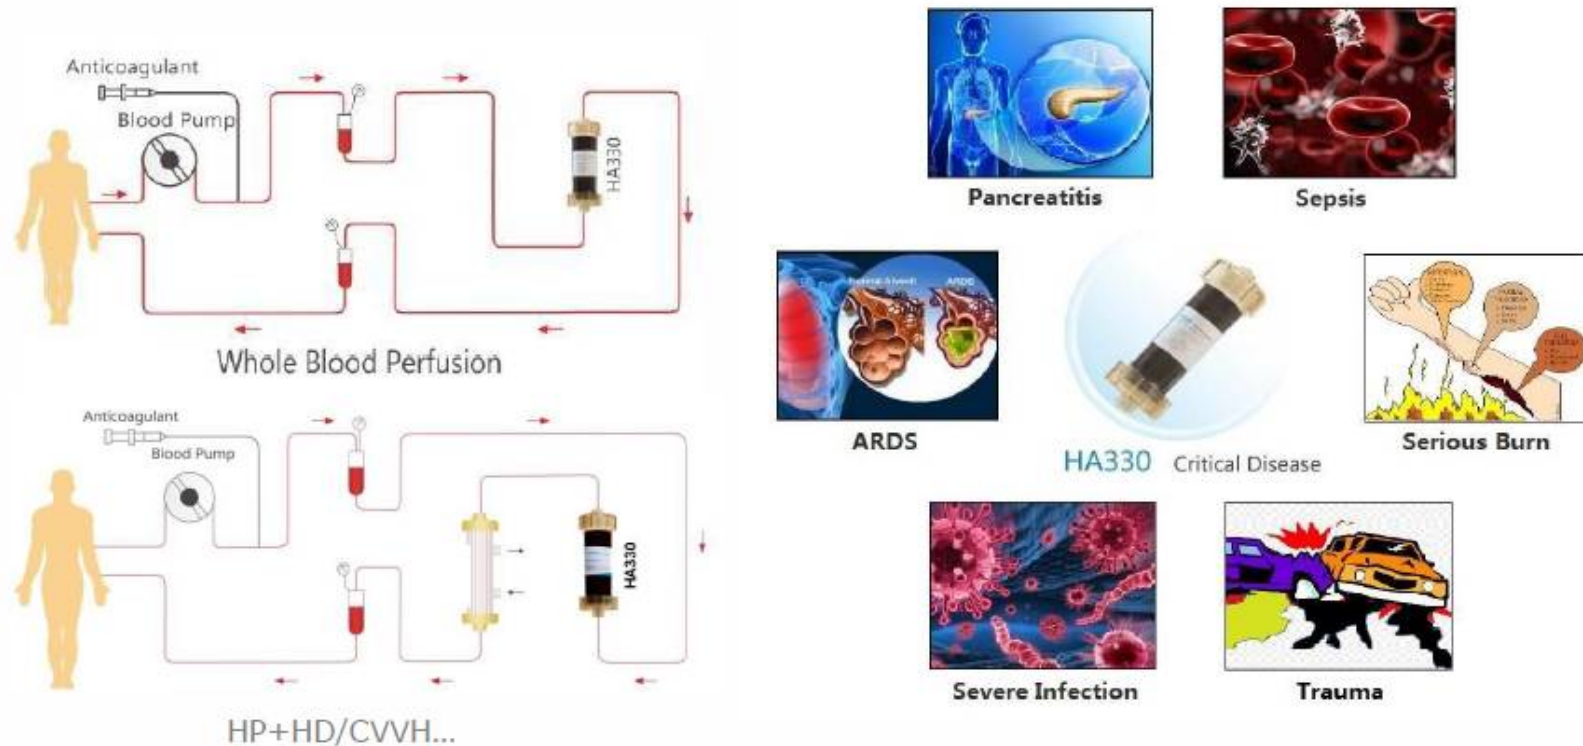 Anticoagulant
Blood Pump
HA330
Whole Blood Perfusion
Anticoagulant
Blood Pump
HA330
HP+HD/CVVH...
Pancreatitis
Sepsis
ARDS
ARDS
HA330 Critical Disease
Serious Burn
Severe Infection
Trauma